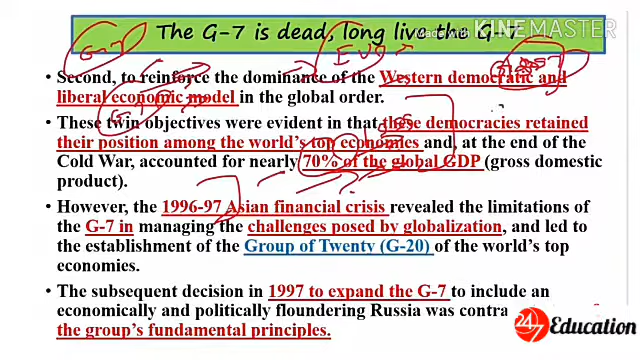 The G-7 is dead, long live the G-7
Made with KINEMASTER
Second, to reinforce the dominance of the Western democratic and
liberal economic model in the global order.
These twin objectives were evident in that these democracies retained
their position among the world's top economies and, at the end of the
Cold War, accounted for nearly 70% of the global GDP (gross domestic
product).
However, the 1996-97 Asian financial crisis revealed the limitations of
the G-7 in managing the challenges posed by globalization, and led to
the establishment of the Group of Twenty (G-20) of the world's top
economies.
The subsequent decision in 1997 to expand the G-7 to include an
economically and politically floundering Russia was contra
the group's fundamental principles.
24/7 Education
G-7